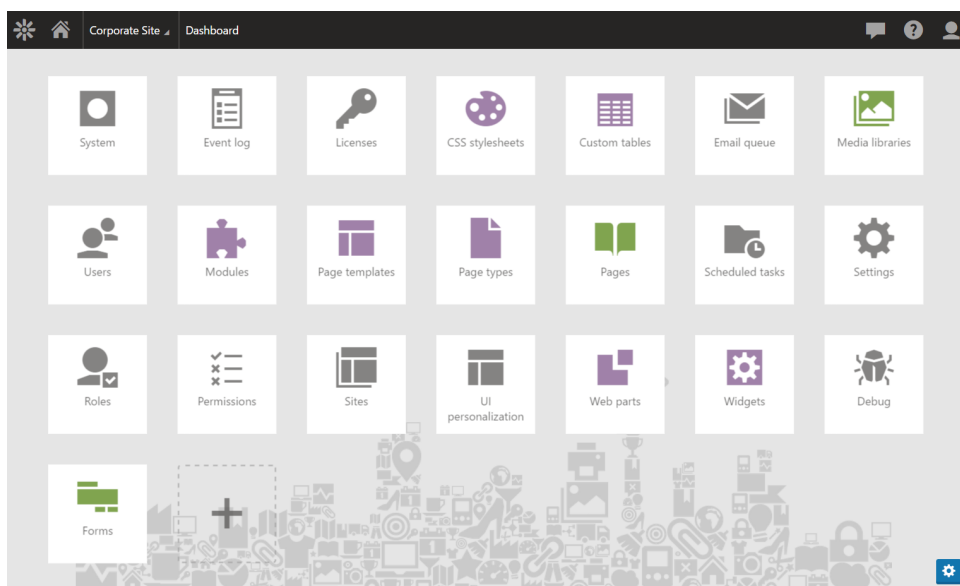 Corporate Site
Dashboard
System
Event log
Licenses
CSS stylesheets
Custom tables
Email queue
Media libraries
Users
Modules
Page templates
Page types
Pages
Scheduled tasks
Settings
Roles
Permissions
Sites
UI
personalization
Web parts
Widgets
Debug
Forms